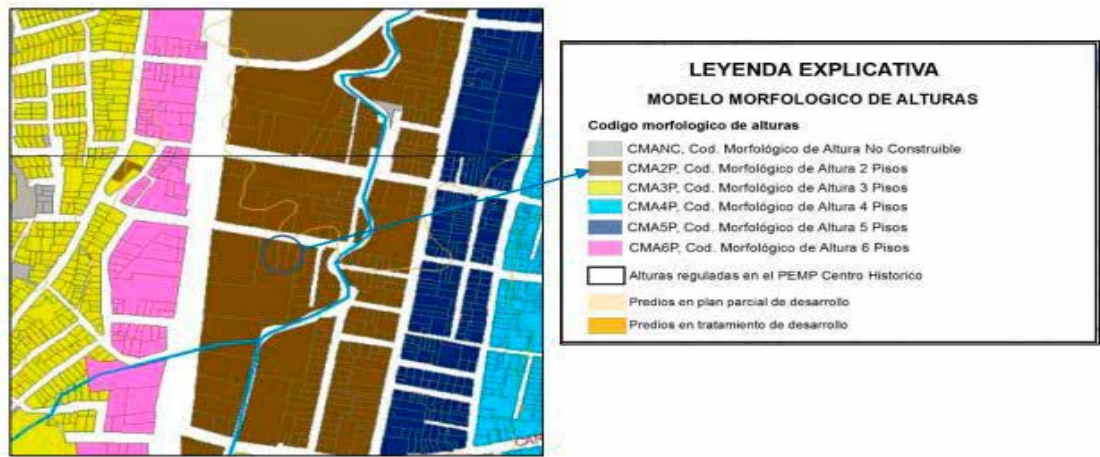 LEYENDA EXPLICATIVA
MODELO MORFOLOGICO DE ALTURAS
Codigo morfologico de alturas
CMANC, Cod. Morfológico de Altura No Construible
CMA2P, Cod. Morfológico de Altura 2 Pisos
CMA3P, Cod. Morfológico de Altura 3 Pisos
CMA4P, Cod. Morfológico de Altura 4 Pisos
CMA5P, Cod. Morfológico de Altura 5 Pisos
CMA6P, Cod. Morfológico de Altura 6 Pisos
Alturas reguladas en el PEMP Centro Historico
Predios en plan parcial de desarrollo
Predios en tratamiento de desarrollo
CAR